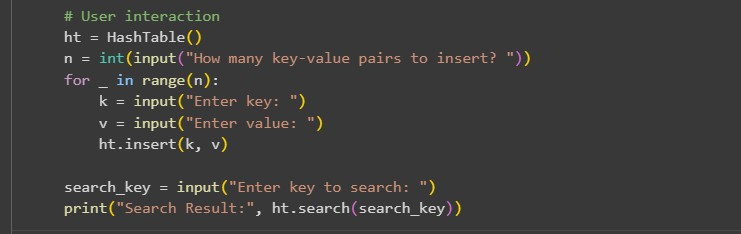 # User interaction
ht = HashTable()
n = int(input("How many key-value pairs to insert? "))
for _ in range(n):
    k = input("Enter key: ")
    v = input("Enter value: ")
    ht.insert(k, v)

search_key = input("Enter key to search: ")
print("Search Result:", ht.search(search_key))